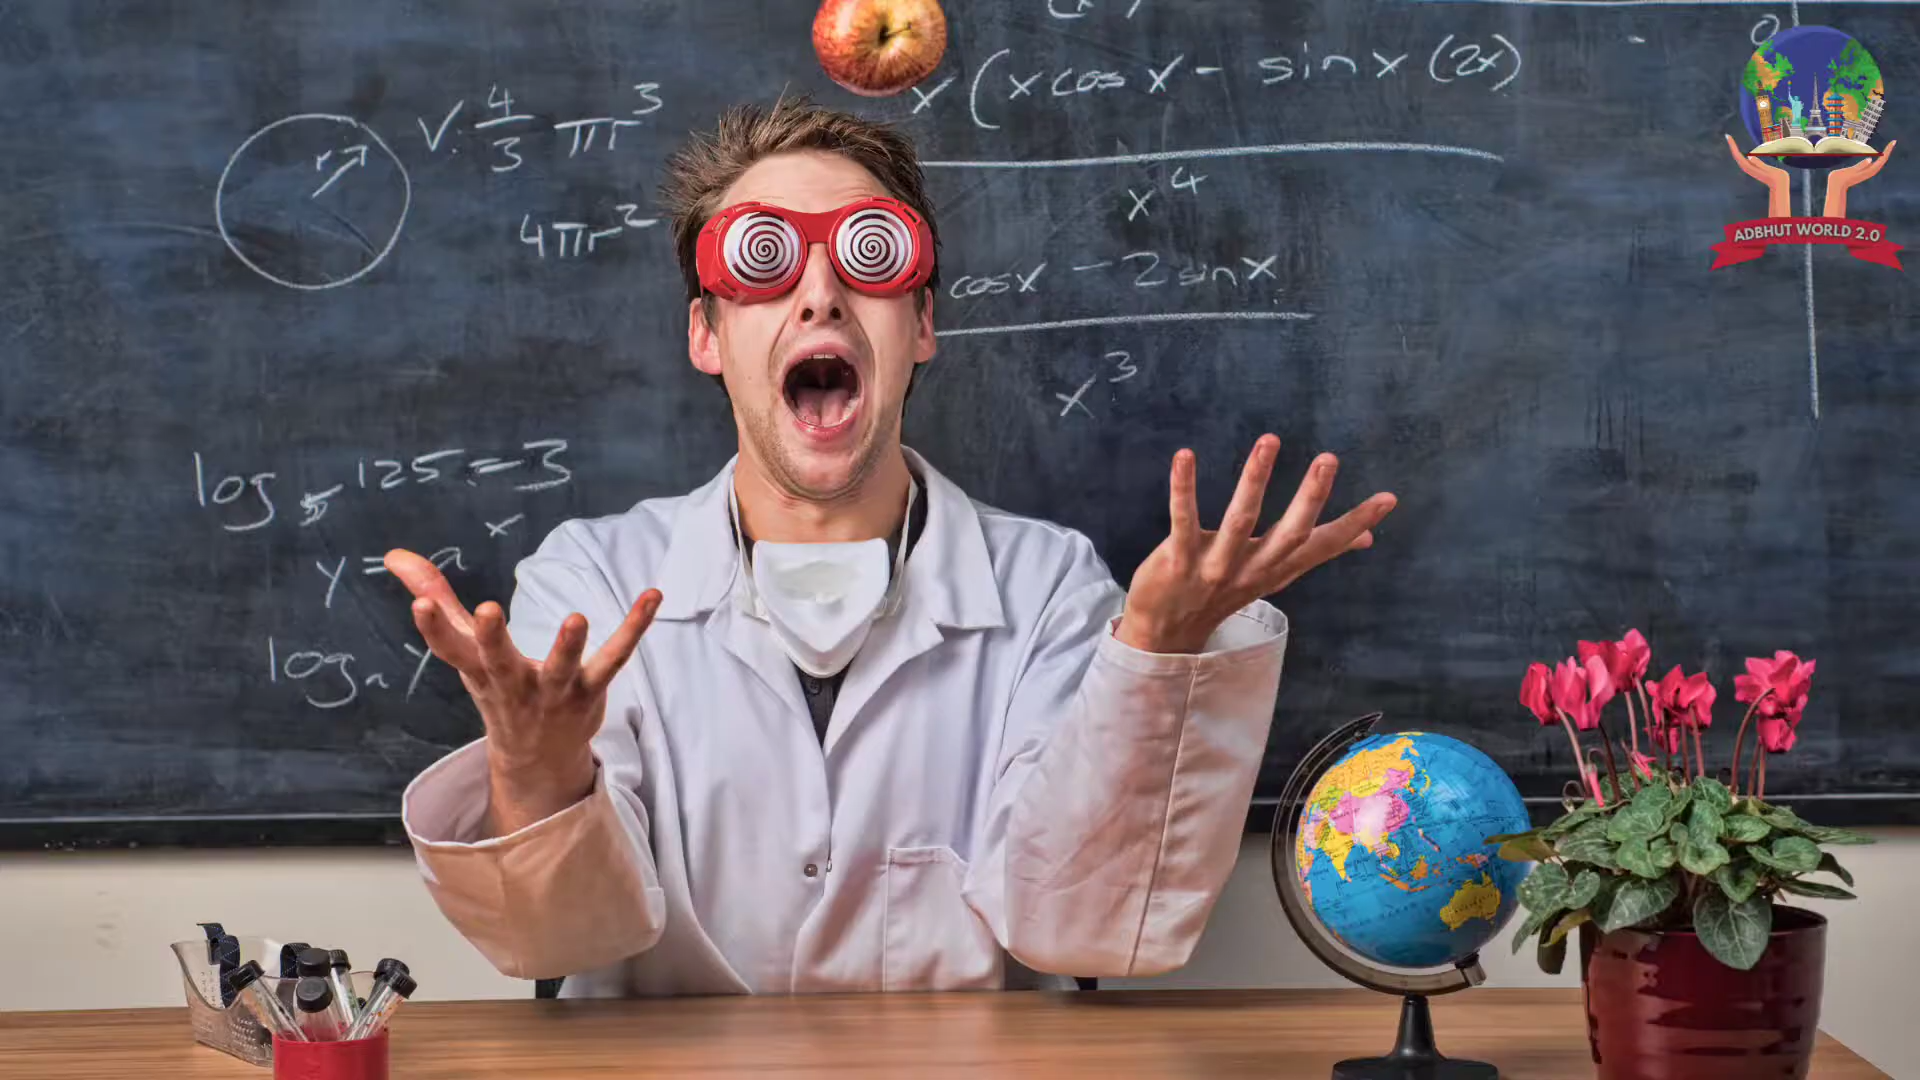 x(x cos x - sin x (2x)
x⁴
V: 4/3 πr³
r
4πr²
cos x - 2 sin x
x³
log₅ 125 = 3
y = aˣ
logₐ y
ADBHUT WORLD 2.0